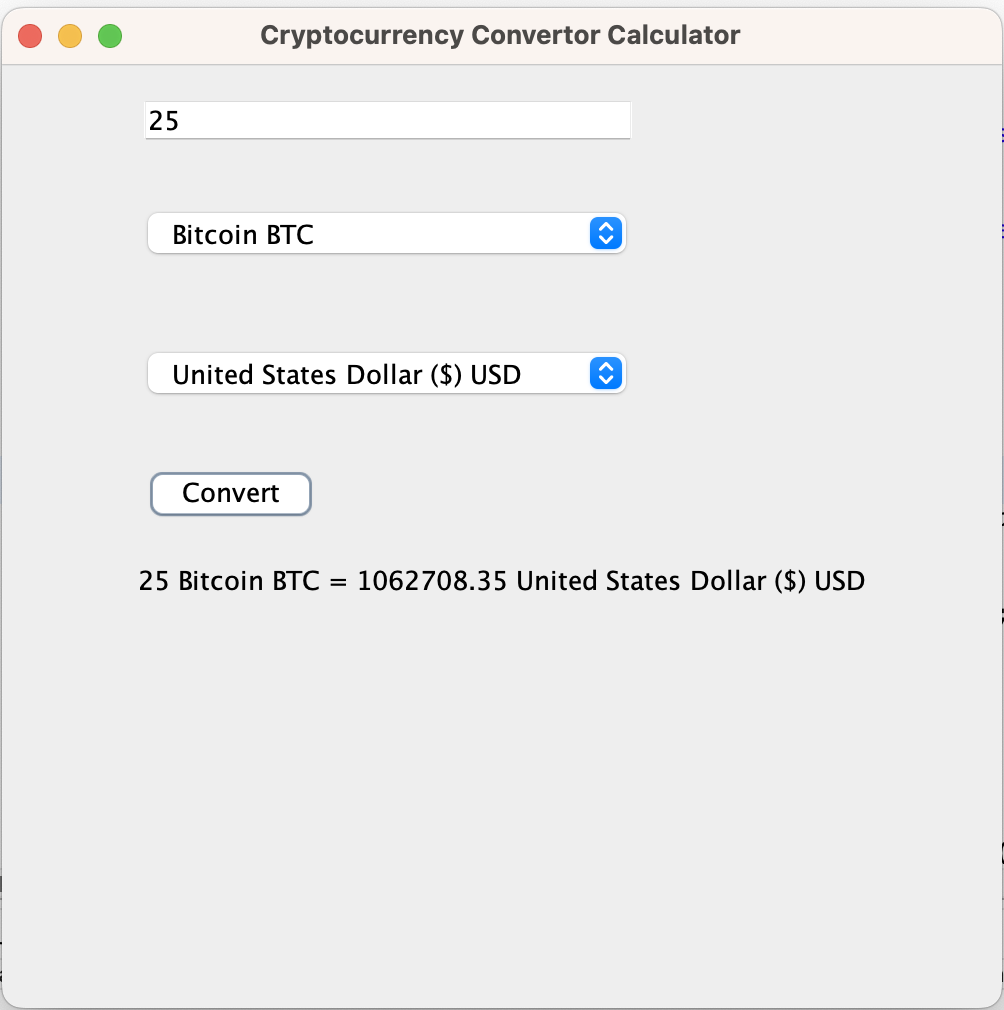 Cryptocurrency Convertor Calculator
25
Bitcoin BTC
United States Dollar ($) USD
Convert
25 Bitcoin BTC = 1062708.35 United States Dollar ($) USD